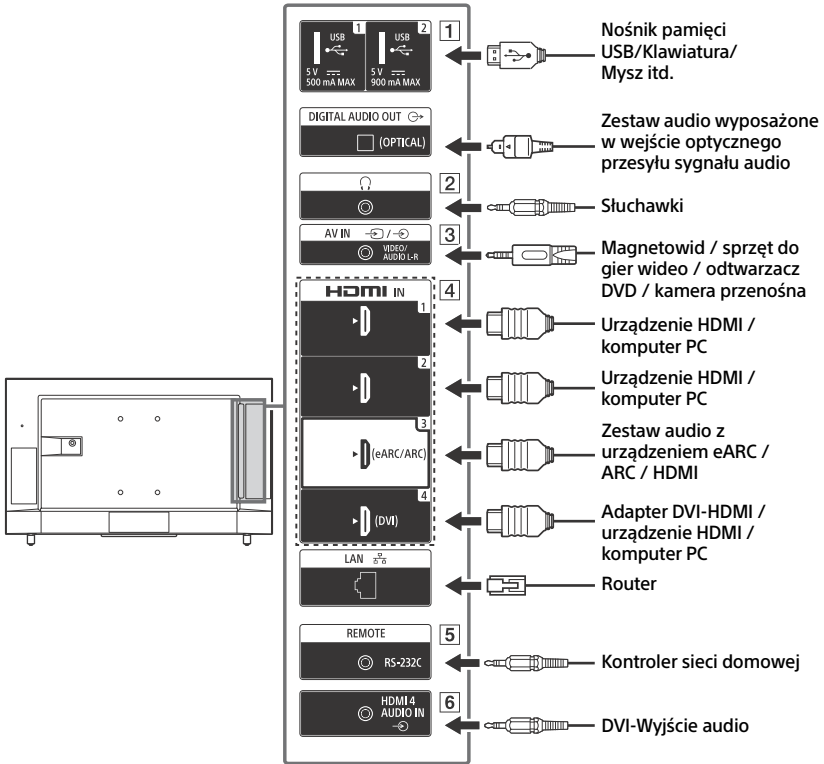 1
USB
5 V
500 mA MAX
2
USB
5 V
900 mA MAX
1
Nośnik pamięci
USB/Klawiatura/
Mysz itd.
DIGITAL AUDIO OUT
(OPTICAL)
Zestaw audio wyposażone
w wejście optycznego
przesyłu sygnału audio
2
Słuchawki
AV IN /
VIDEO/
AUDIO L-R
3
Magnetowid / sprzęt do
gier wideo / odtwarzacz
DVD / kamera przenośna
HDMI IN
4
1
Urządzenie HDMI /
komputer PC
2
Urządzenie HDMI /
komputer PC
3
(eARC/ARC)
Zestaw audio z
urządzeniem eARC /
ARC / HDMI
4
(DVI)
Adapter DVI-HDMI /
urządzenie HDMI /
komputer PC
LAN
Router
REMOTE
RS-232C
5
Kontroler sieci domowej
HDMI 4
AUDIO IN
6
DVI-Wyjście audio